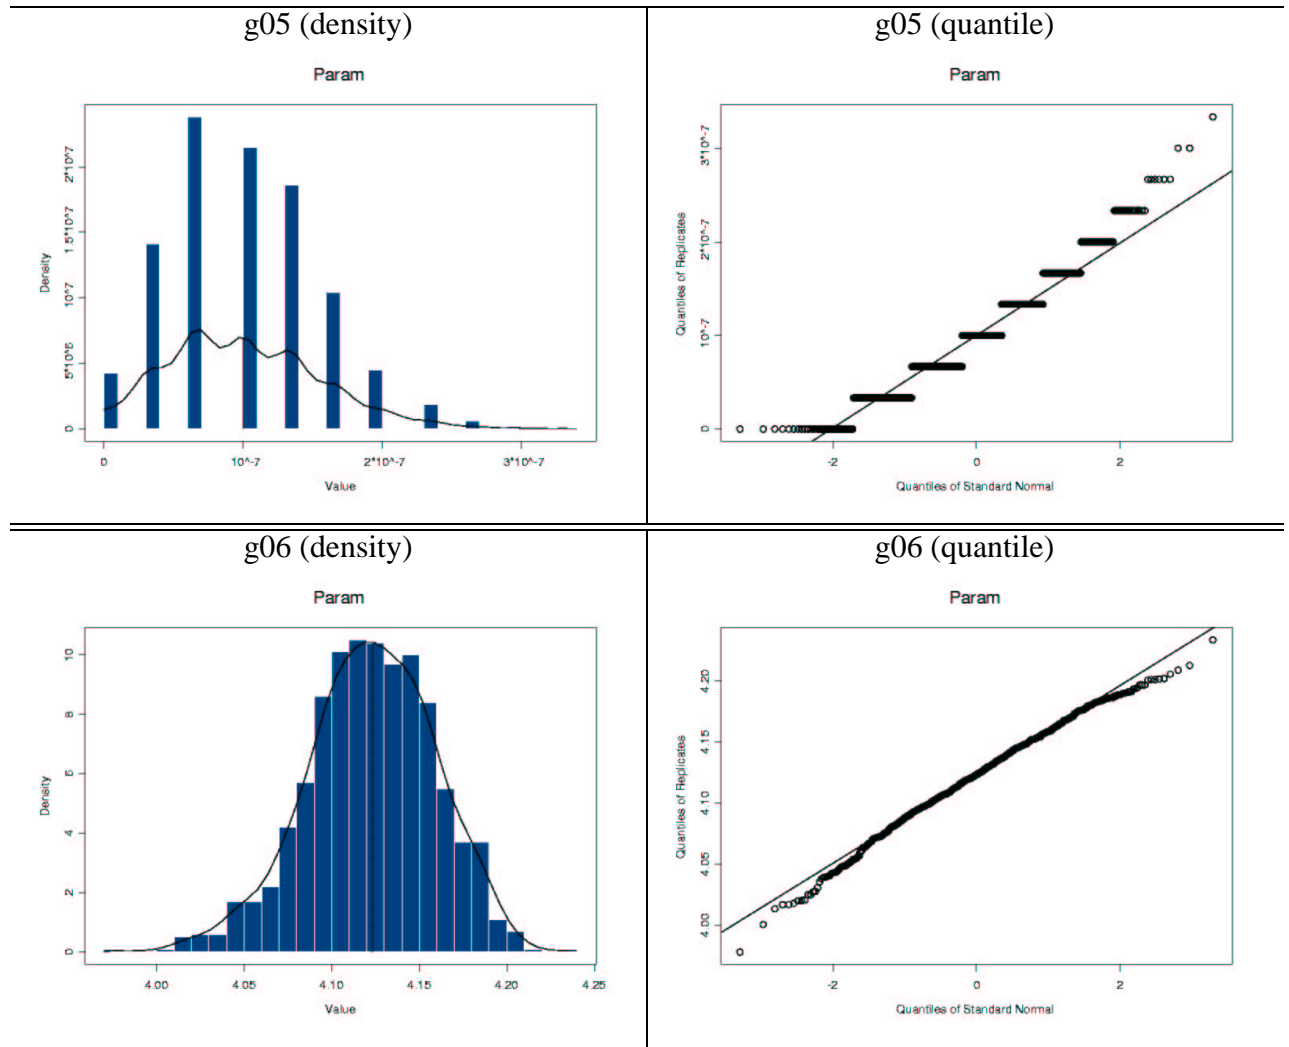 g05 (density)
g05 (quantile)
Param
Param
Density
0
5*10^6
10^7
1.5*10^7
2*10^7
0
10^-7
2*10^-7
3*10^-7
Value
Quantiles of Replicates
0
10^-7
2*10^-7
3*10^-7
-2
0
2
Quantiles of Standard Normal
g06 (density)
g06 (quantile)
Param
Param
Density
0
2
4
6
8
10
4.00
4.05
4.10
4.15
4.20
4.25
Value
Quantiles of Replicates
4.00
4.05
4.10
4.15
4.20
-2
0
2
Quantiles of Standard Normal